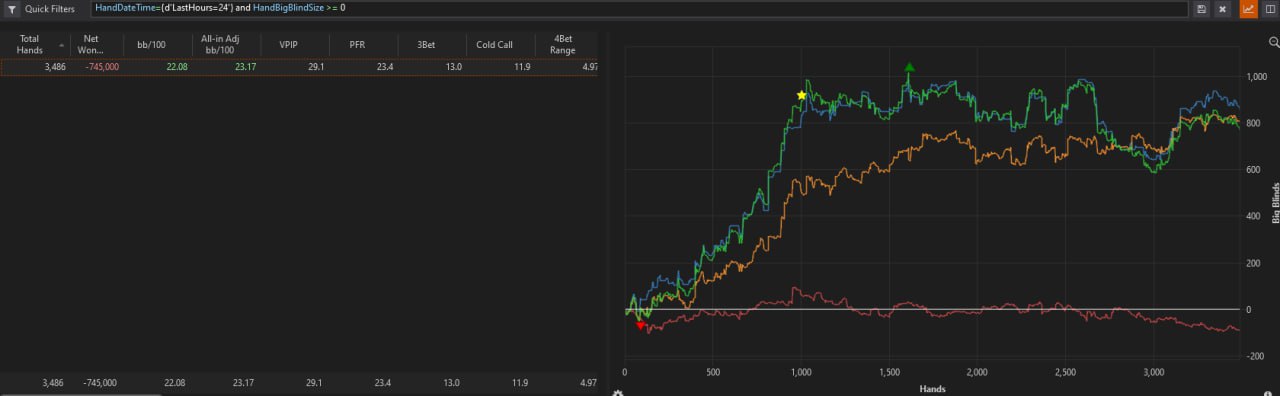 Quick Filters HandDateTime={d'LastHours=24'} and HandBigBlindSize >= 0
Total Hands Net Won... bb/100 All-in Adj bb/100 VPIP PFR 3Bet Cold Call 4Bet Range
3,486 -745,000 22.08 23.17 29.1 23.4 13.0 11.9 4.97
3,486 -745,000 22.08 23.17 29.1 23.4 13.0 11.9 4.97
1,000
800
600
400
200
0
-200
Big Blinds
0 500 1,000 1,500 2,000 2,500 3,000
Hands